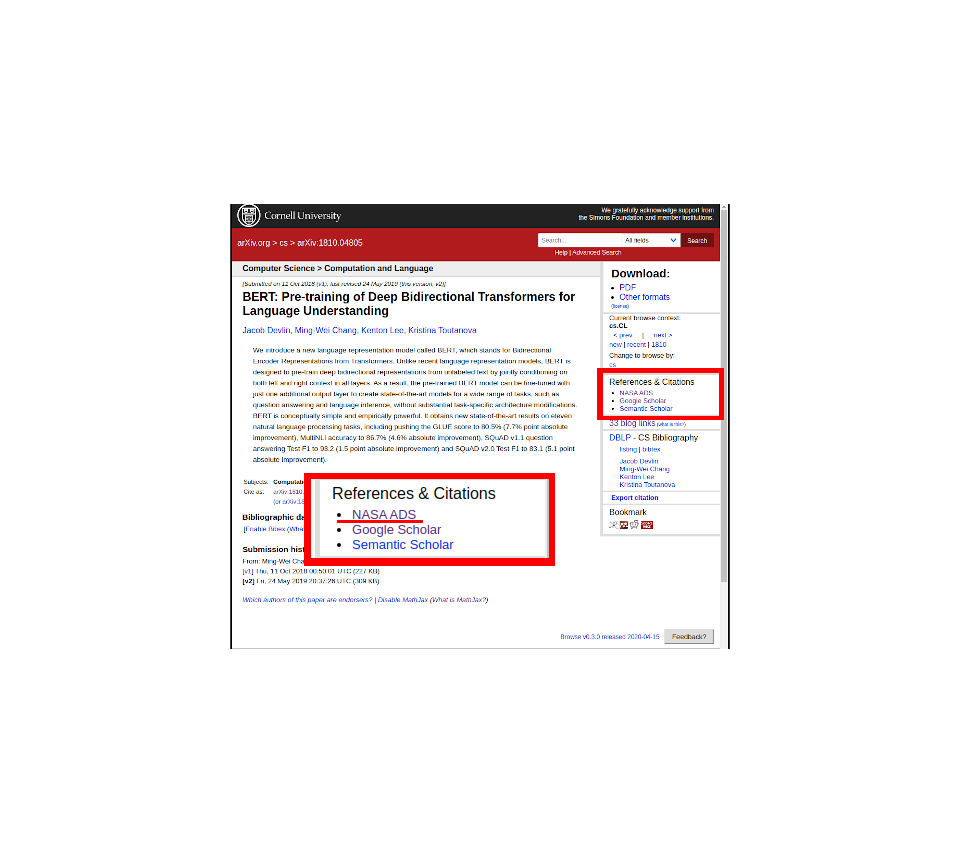 Cornell University
We gratefully acknowledge support from
the Simons Foundation and member institutions.
arXiv.org > cs > arXiv:1810.04805
Search...
All fields
Search
Help | Advanced Search
Computer Science > Computation and Language
[Submitted on 11 Oct 2018 (v1), last revised 24 May 2019 (this version, v2)]
BERT: Pre-training of Deep Bidirectional Transformers for
Language Understanding
Jacob Devlin, Ming-Wei Chang, Kenton Lee, Kristina Toutanova
We introduce a new language representation model called BERT, which stands for Bidirectional
Encoder Representations from Transformers. Unlike recent language representation models, BERT is
designed to pre-train deep bidirectional representations from unlabeled text by jointly conditioning on
both left and right context in all layers. As a result, the pre-trained BERT model can be fine-tuned with
just one additional output layer to create state-of-the-art models for a wide range of tasks, such as
question answering and language inference, without substantial task-specific architecture modifications.
BERT is conceptually simple and empirically powerful. It obtains new state-of-the-art results on eleven
natural language processing tasks, including pushing the GLUE score to 80.5% (7.7% point absolute
improvement), MultiNLI accuracy to 86.7% (4.6% absolute improvement), SQuAD v1.1 question
answering Test F1 to 93.2 (1.5 point absolute improvement) and SQuAD v2.0 Test F1 to 83.1 (5.1 point
absolute improvement).
Subjects: Computati
Cite as: arXiv:1810.
(or arXiv:18
Bibliographic da
[Enable Bibex (Wha
Submission hist
From: Ming-Wei Cha
[v1] Thu, 11 Oct 2018 00:50:01 UTC (227 KB)
[v2] Fri, 24 May 2019 20:37:26 UTC (309 KB)
Which authors of this paper are endorsers? | Disable MathJax (What is MathJax?)
References & Citations
NASA ADS
Google Scholar
Semantic Scholar
Download:
PDF
Other formats
(license)
Current browse context:
cs.CL
< prev | next >
new | recent | 1810
Change to browse by:
cs
References & Citations
NASA ADS
Google Scholar
Semantic Scholar
33 blog links (what is this?)
DBLP - CS Bibliography
listing | bibtex
Jacob Devlin
Ming-Wei Chang
Kenton Lee
Kristina Toutanova
Export citation
Bookmark
Browse v0.3.0 released 2020-04-15
Feedback?